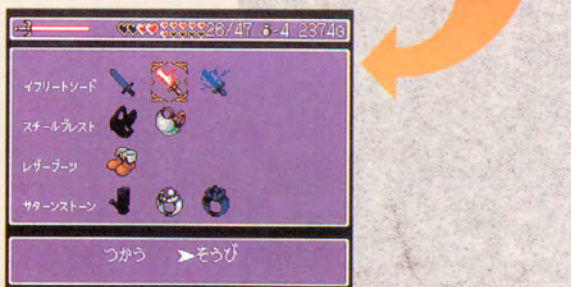 26/47 -4 2374G
イフリートソード
スチールブレスト
レザーブーツ
サターンストーン
つかう ➤そうび